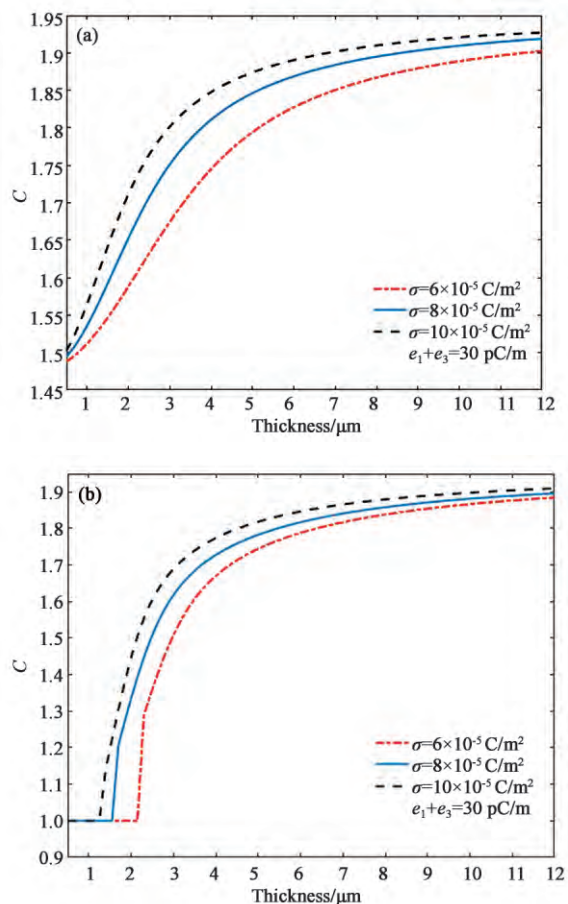 (a)
1.95
1.9
1.85
1.8
C
1.75
1.65
1.6
1.55
1.5
1.45
σ=6×10⁻⁵ C/m²
σ=8×10⁻⁵ C/m²
σ=10×10⁻⁵ C/m²
e₁+e₃=30 pC/m
1 2 3 4 5 6 7 8 9 10 11 12
Thickness/μm
(b)
1.9
1.8
1.7
1.6
1.5
C
1.4
1.3
1.2
1.1
1.0
0.9
σ=6×10⁻⁵ C/m²
σ=8×10⁻⁵ C/m²
σ=10×10⁻⁵ C/m²
e₁+e₃=30 pC/m
1 2 3 4 5 6 7 8 9 10 11 12
Thickness/μm